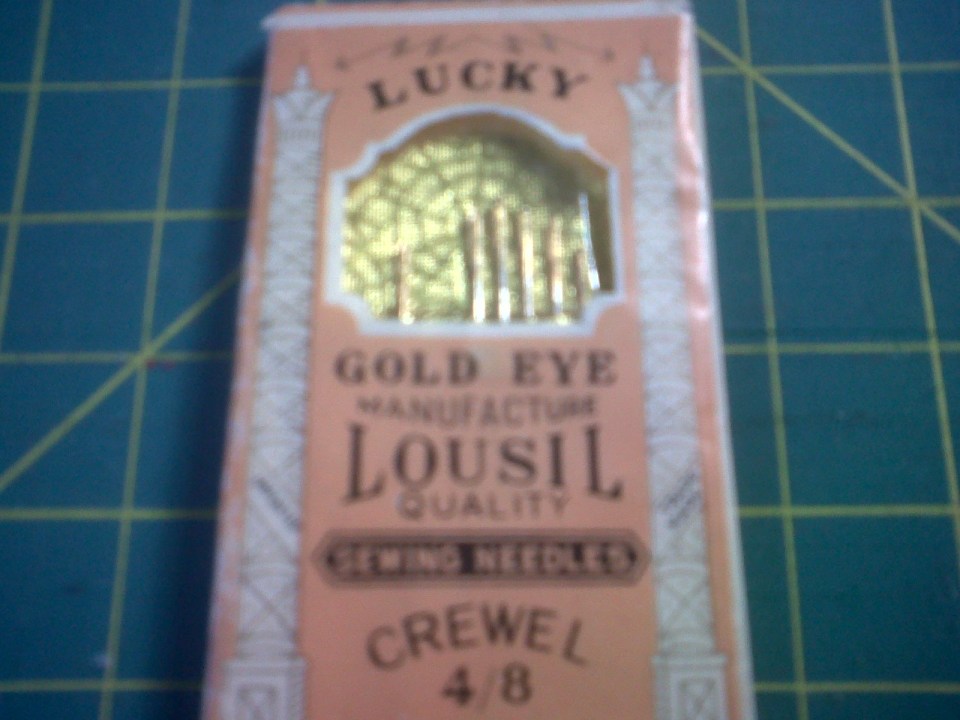 LUCKY
GOLD EYE
MANUFACTURE
LOUSIL
QUALITY
SEWING NEEDLES
CREWEL
4/8